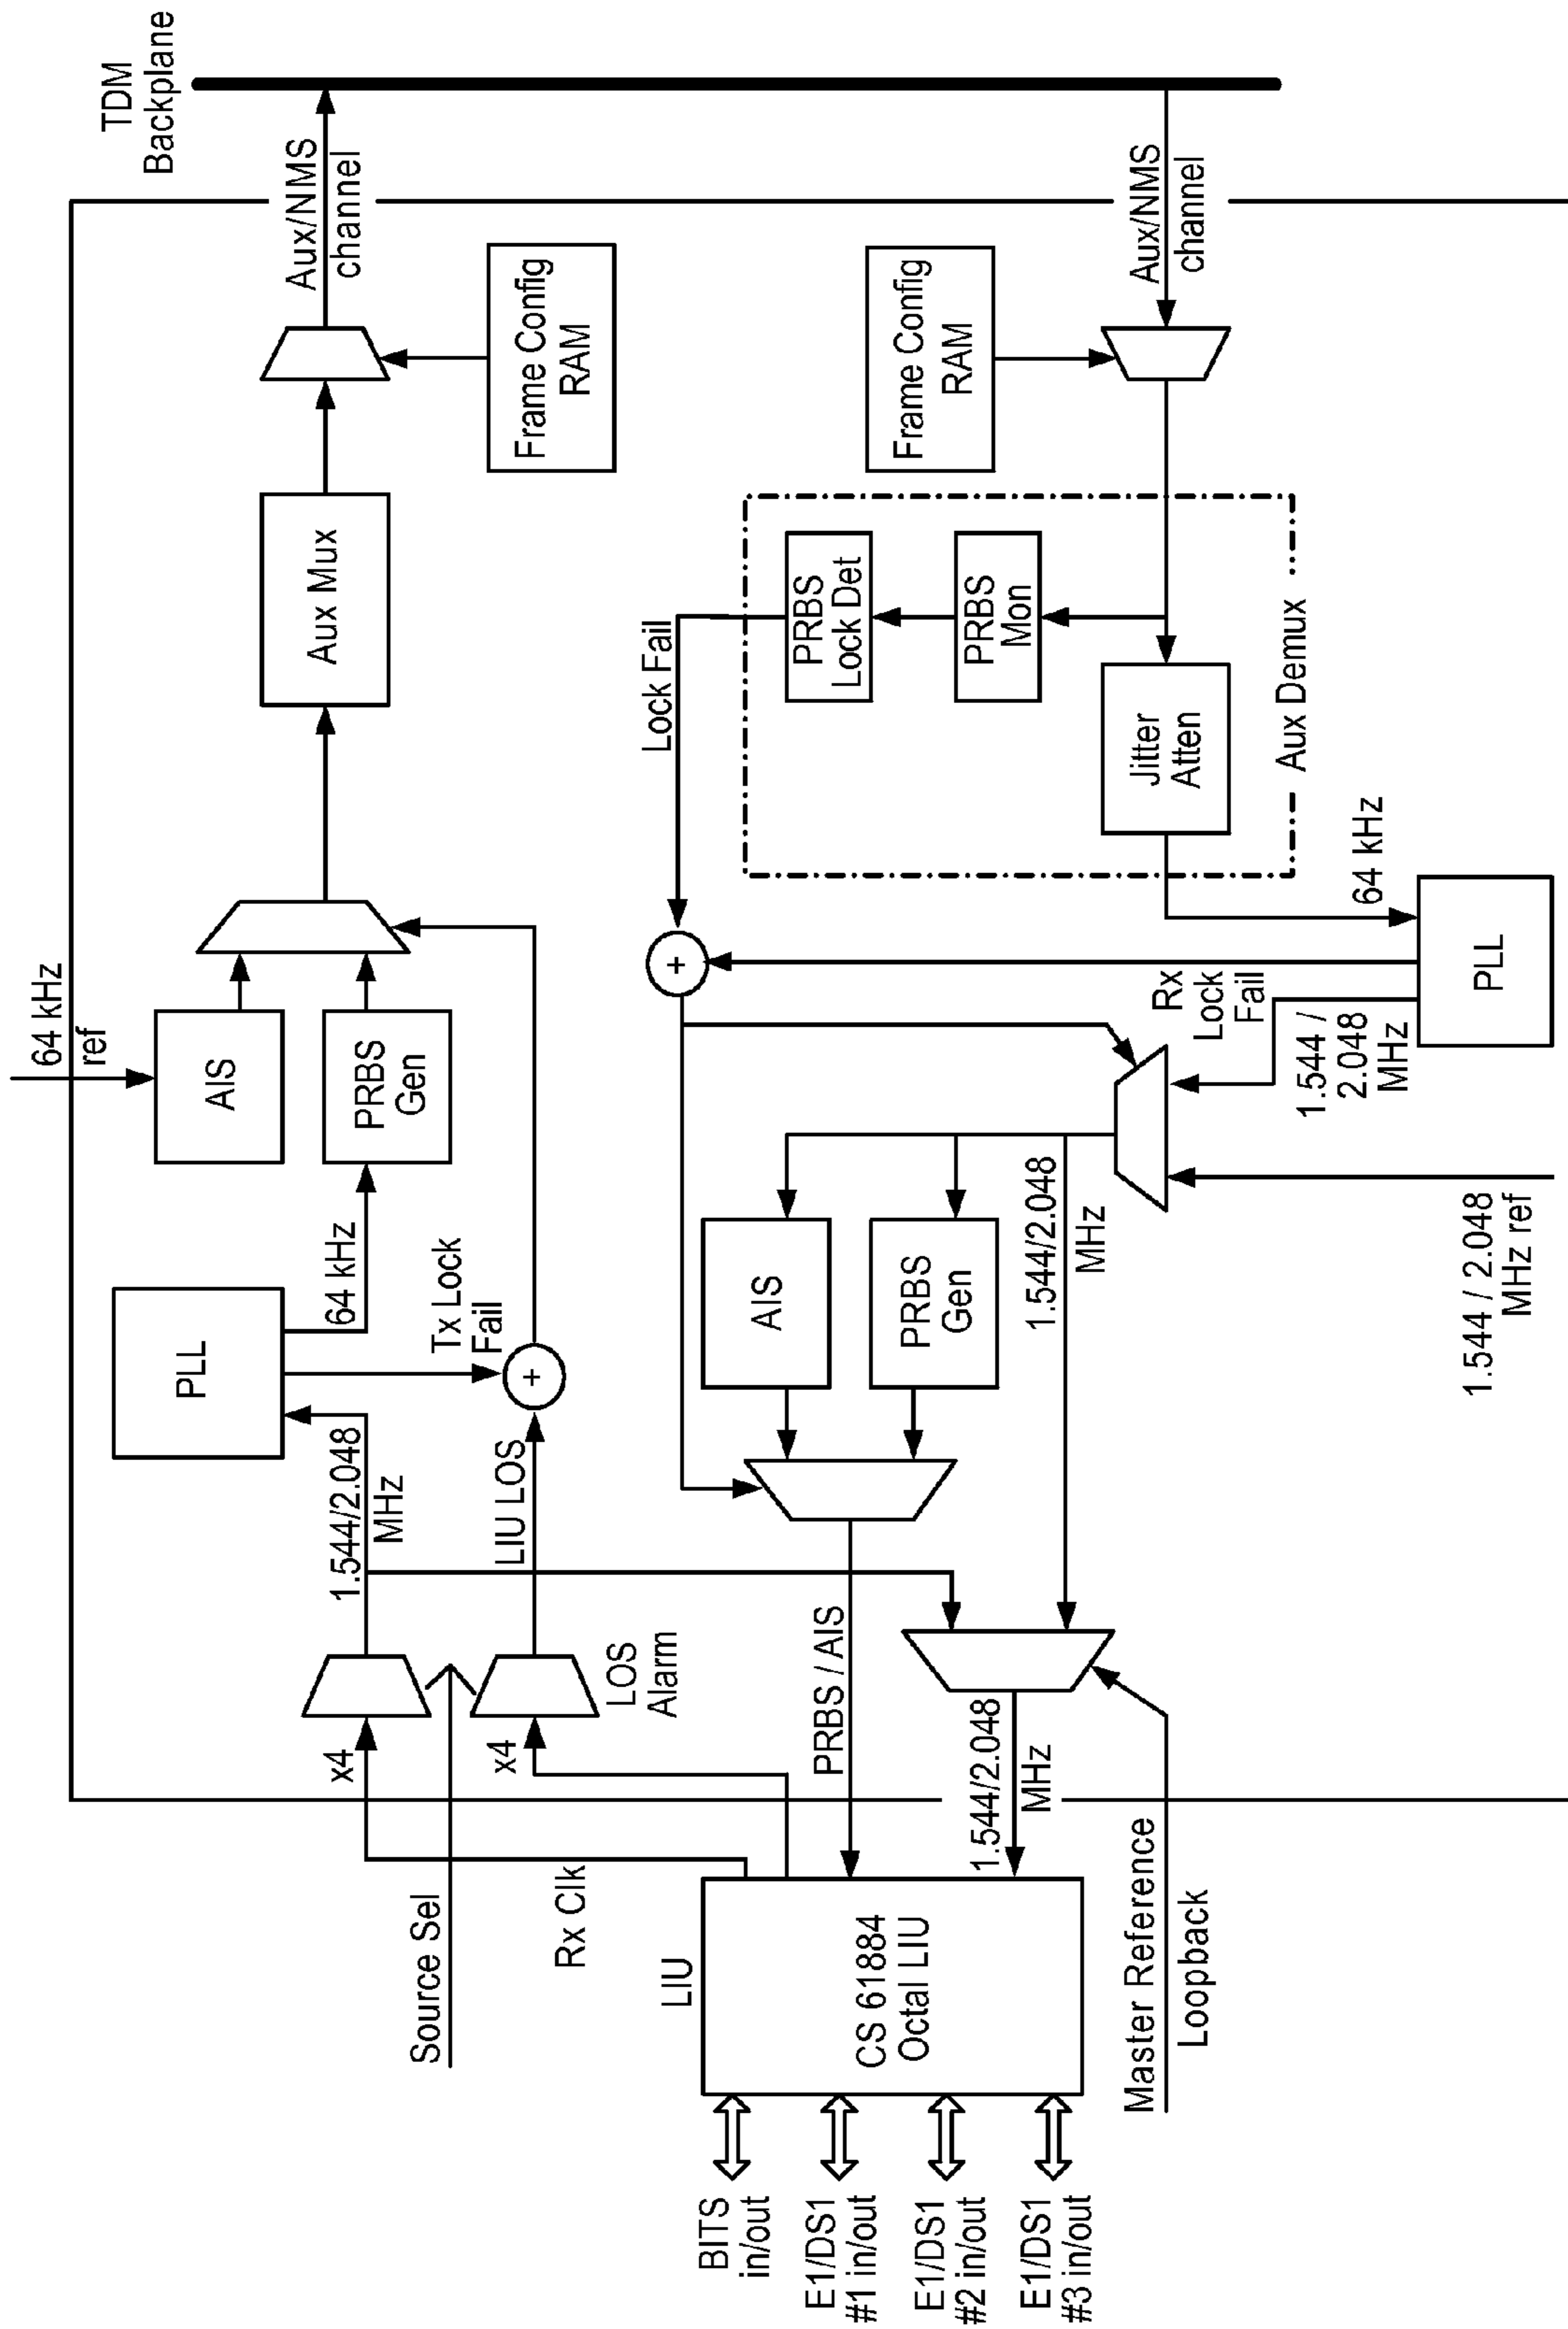 TDM
Backplane
Aux/NMS
channel
Frame Config
RAM
Aux Mux
64 kHz
ref
AIS
PRBS
Gen
64 kHz
PLL
Tx Lock
Fail
+
1.544/2.048
MHz
LIU LOS
LOS
Alarm
x4
x4
Source Sel
Rx Clk
LIU
CS 61884
Octal LIU
BITS
in/out
E1/DS1
#1 in/out
E1/DS1
#2 in/out
E1/DS1
#3 in/out
Master Reference
Loopback
1.544/2.048
MHz
PRBS / AIS
AIS
PRBS
Gen
1.544/2.048
MHz
1.544 / 2.048
MHz ref
+
Lock Fail
Rx
Lock
Fail
1.544 /
2.048
MHz
PLL
64 kHz
PRBS
Lock Det
PRBS
Mon
Jitter
Atten
Aux Demux
Frame Config
RAM
Aux/NMS
channel